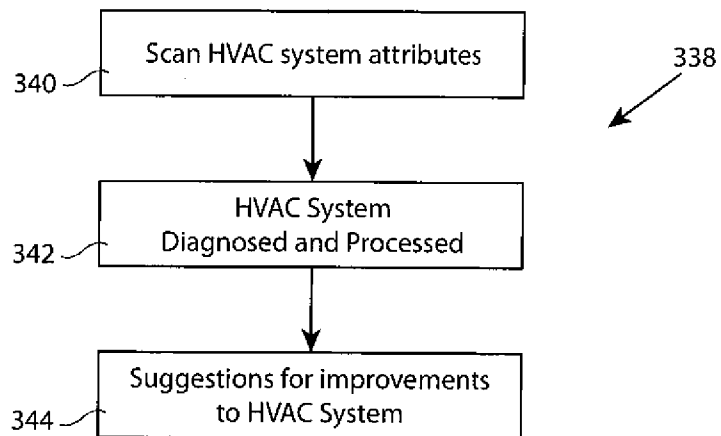 Scan HVAC system attributes
340
338
HVAC System
Diagnosed and Processed
342
Suggestions for improvements
to HVAC System
344